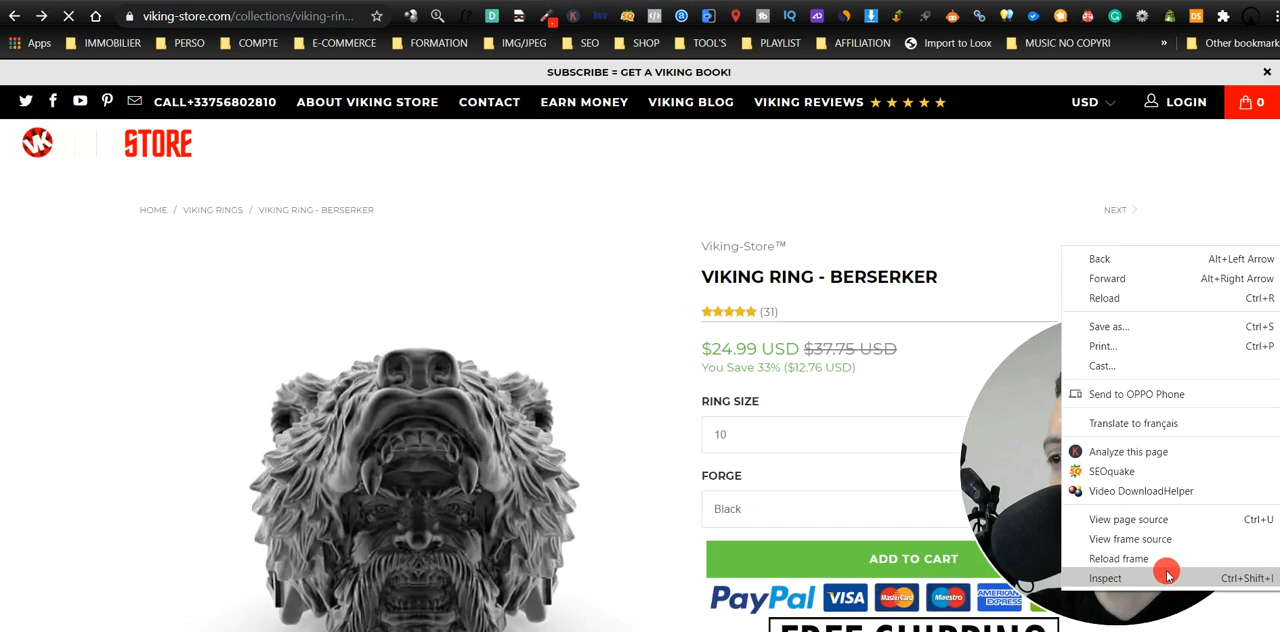 viking-store.com/collections/viking-rin...
Apps IMMOBILIER PERSO COMPTE E-COMMERCE FORMATION IMG/JPEG SEO SHOP TOOL'S PLAYLIST AFFILIATION Import to Loox MUSIC NO COPYRI » Other bookmark
SUBSCRIBE = GET A VIKING BOOK!
CALL+33756802810 ABOUT VIKING STORE CONTACT EARN MONEY VIKING BLOG VIKING REVIEWS ★ ★ ★ ★ ★ USD LOGIN 0
VK STORE
HOME / VIKING RINGS / VIKING RING - BERSERKER
NEXT
Viking-Store™
VIKING RING - BERSERKER
(31)
$24.99 USD $37.75 USD
You Save 33% ($12.76 USD)
RING SIZE
10
FORGE
Black
ADD TO CART
PayPal VISA MasterCard Maestro AMERICAN EXPRESS
FREE SHIPPING
Back Alt+Left Arrow
Forward Alt+Right Arrow
Reload Ctrl+R
Save as... Ctrl+S
Print... Ctrl+P
Cast...
Send to OPPO Phone
Translate to français
Analyze this page
SEOquake
Video DownloadHelper
View page source Ctrl+U
View frame source
Reload frame
Inspect Ctrl+Shift+I